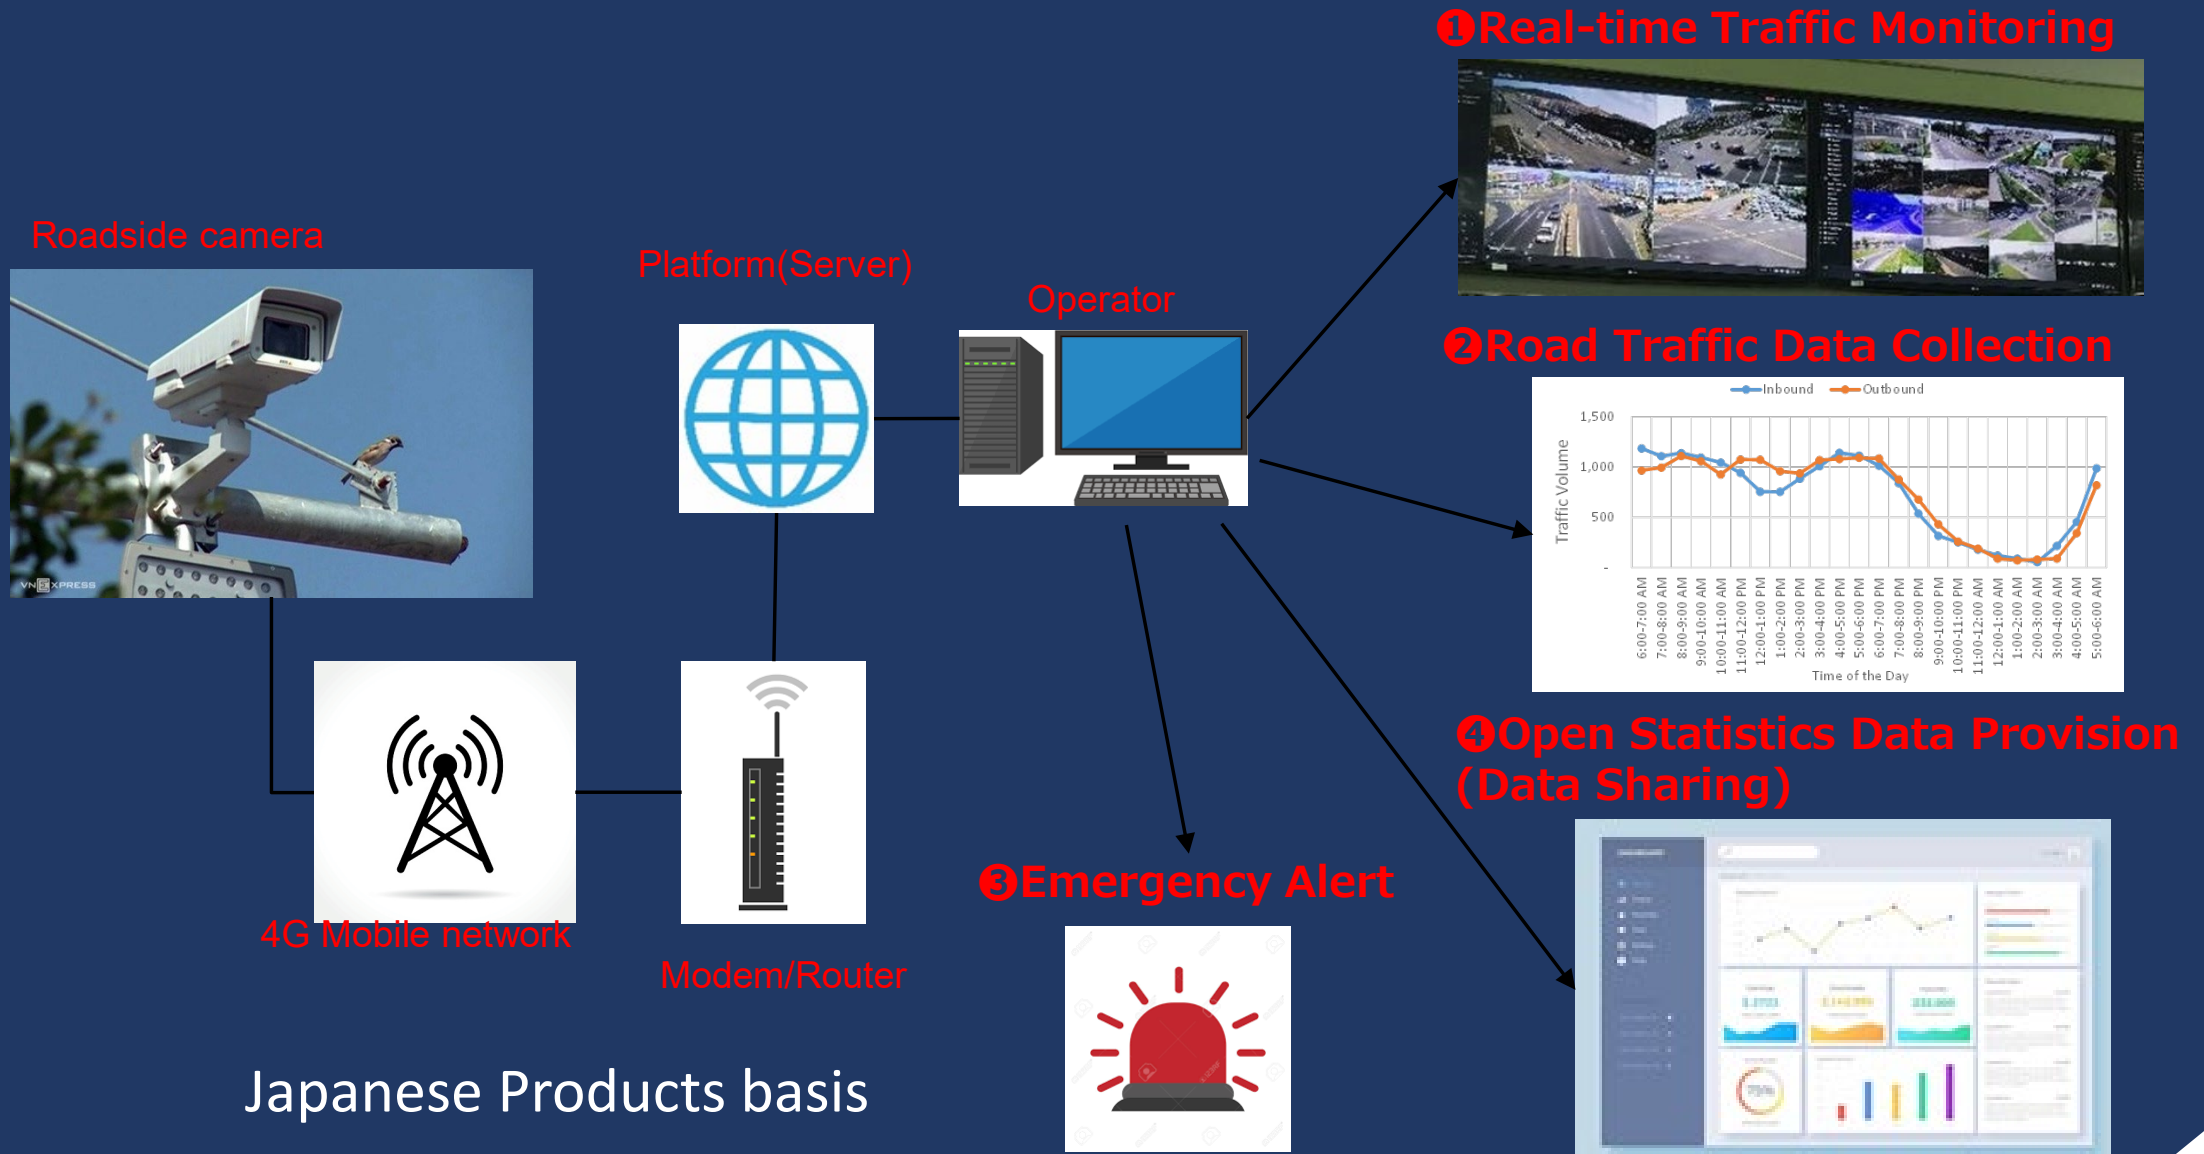 ❶Real-time Traffic Monitoring
Roadside camera
Platform(Server)
Operator
❷Road Traffic Data Collection
Inbound
Outbound
1,500
1,000
500
-
Traffic Volume
6:00-7:00 AM
7:00-8:00 AM
8:00-9:00 AM
9:00-10:00 AM
10:00-11:00 AM
11:00-12:00 PM
12:00-1:00 PM
1:00-2:00 PM
2:00-3:00 PM
3:00-4:00 PM
4:00-5:00 PM
5:00-6:00 PM
6:00-7:00 PM
7:00-8:00 PM
8:00-9:00 PM
9:00-10:00 PM
10:00-11:00 PM
11:00-12:00 AM
12:00-1:00 AM
1:00-2:00 AM
2:00-3:00 AM
3:00-4:00 AM
4:00-5:00 AM
5:00-6:00 AM
Time of the Day
VNEXPRESS
❹Open Statistics Data Provision
(Data Sharing)
❸Emergency Alert
4G Mobile network
Modem/Router
75%
Japanese Products basis